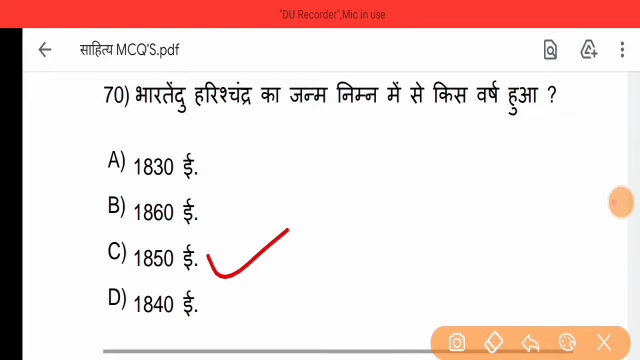 "DU Recorder",Mic in use
साहित्य MCQ'S.pdf
70) भारतेंदु हरिश्चंद्र का जन्म निम्न में से किस वर्ष हुआ ?
A) 1830 ई.
B) 1860 ई.
C) 1850 ई.
D) 1840 ई.